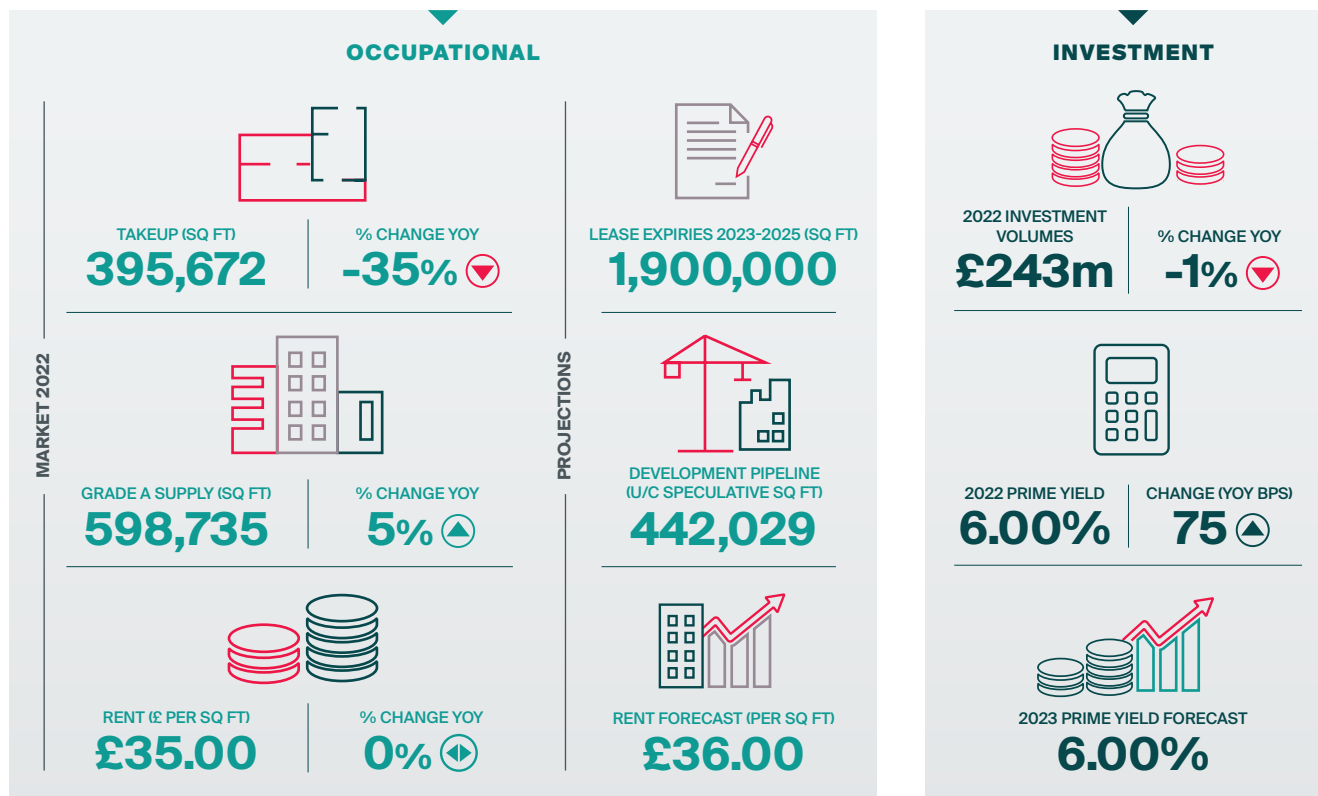 OCCUPATIONAL
MARKET 2022
TAKEUP (SQ FT)
395,672
% CHANGE YOY
-35%
GRADE A SUPPLY (SQ FT)
598,735
% CHANGE YOY
5%
RENT (£ PER SQ FT)
£35.00
% CHANGE YOY
0%
PROJECTIONS
LEASE EXPIRIES 2023-2025 (SQ FT)
1,900,000
DEVELOPMENT PIPELINE
(U/C SPECULATIVE SQ FT)
442,029
RENT FORECAST (PER SQ FT)
£36.00
INVESTMENT
2022 INVESTMENT
VOLUMES
£243m
% CHANGE YOY
-1%
2022 PRIME YIELD
6.00%
CHANGE (YOY BPS)
75
2023 PRIME YIELD FORECAST
6.00%